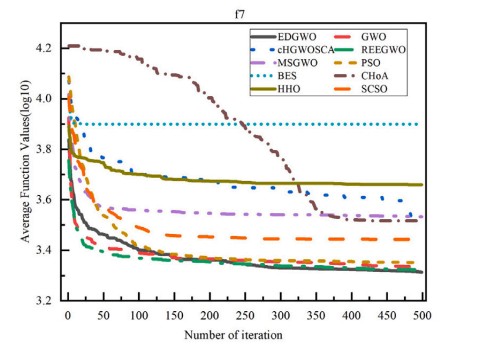 f7
EDGWO GWO
cHGWOSCA REEGWO
MSGWO PSO
BES CHoA
HHO SCSO
Average Function Values(log10)
4.2
4.0
3.8
3.6
3.4
3.2
0 25 50 75 100 150 200 250 300 350 400 450 500
Number of iteration